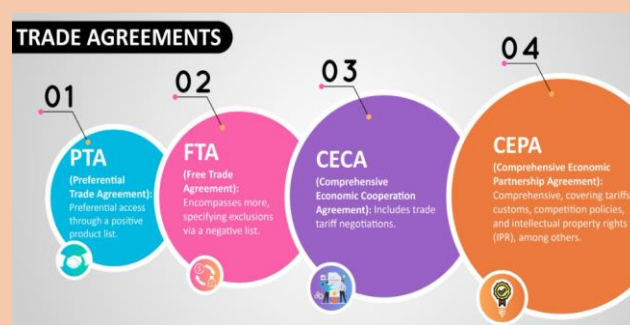 TRADE AGREEMENTS
01
PTA
(Preferential
Trade Agreement):
Preferential access
through a positive
product list.
02
FTA
(Free Trade
Agreement):
Encompasses more,
specifying exclusions
via a negative list.
03
CECA
(Comprehensive
Economic Cooperation
Agreement): Includes trade
tariff negotiations.
04
CEPA
(Comprehensive Economic
Partnership Agreement):
Comprehensive, covering tariffs,
customs, competition policies,
and intellectual property rights
(IPR), among others.